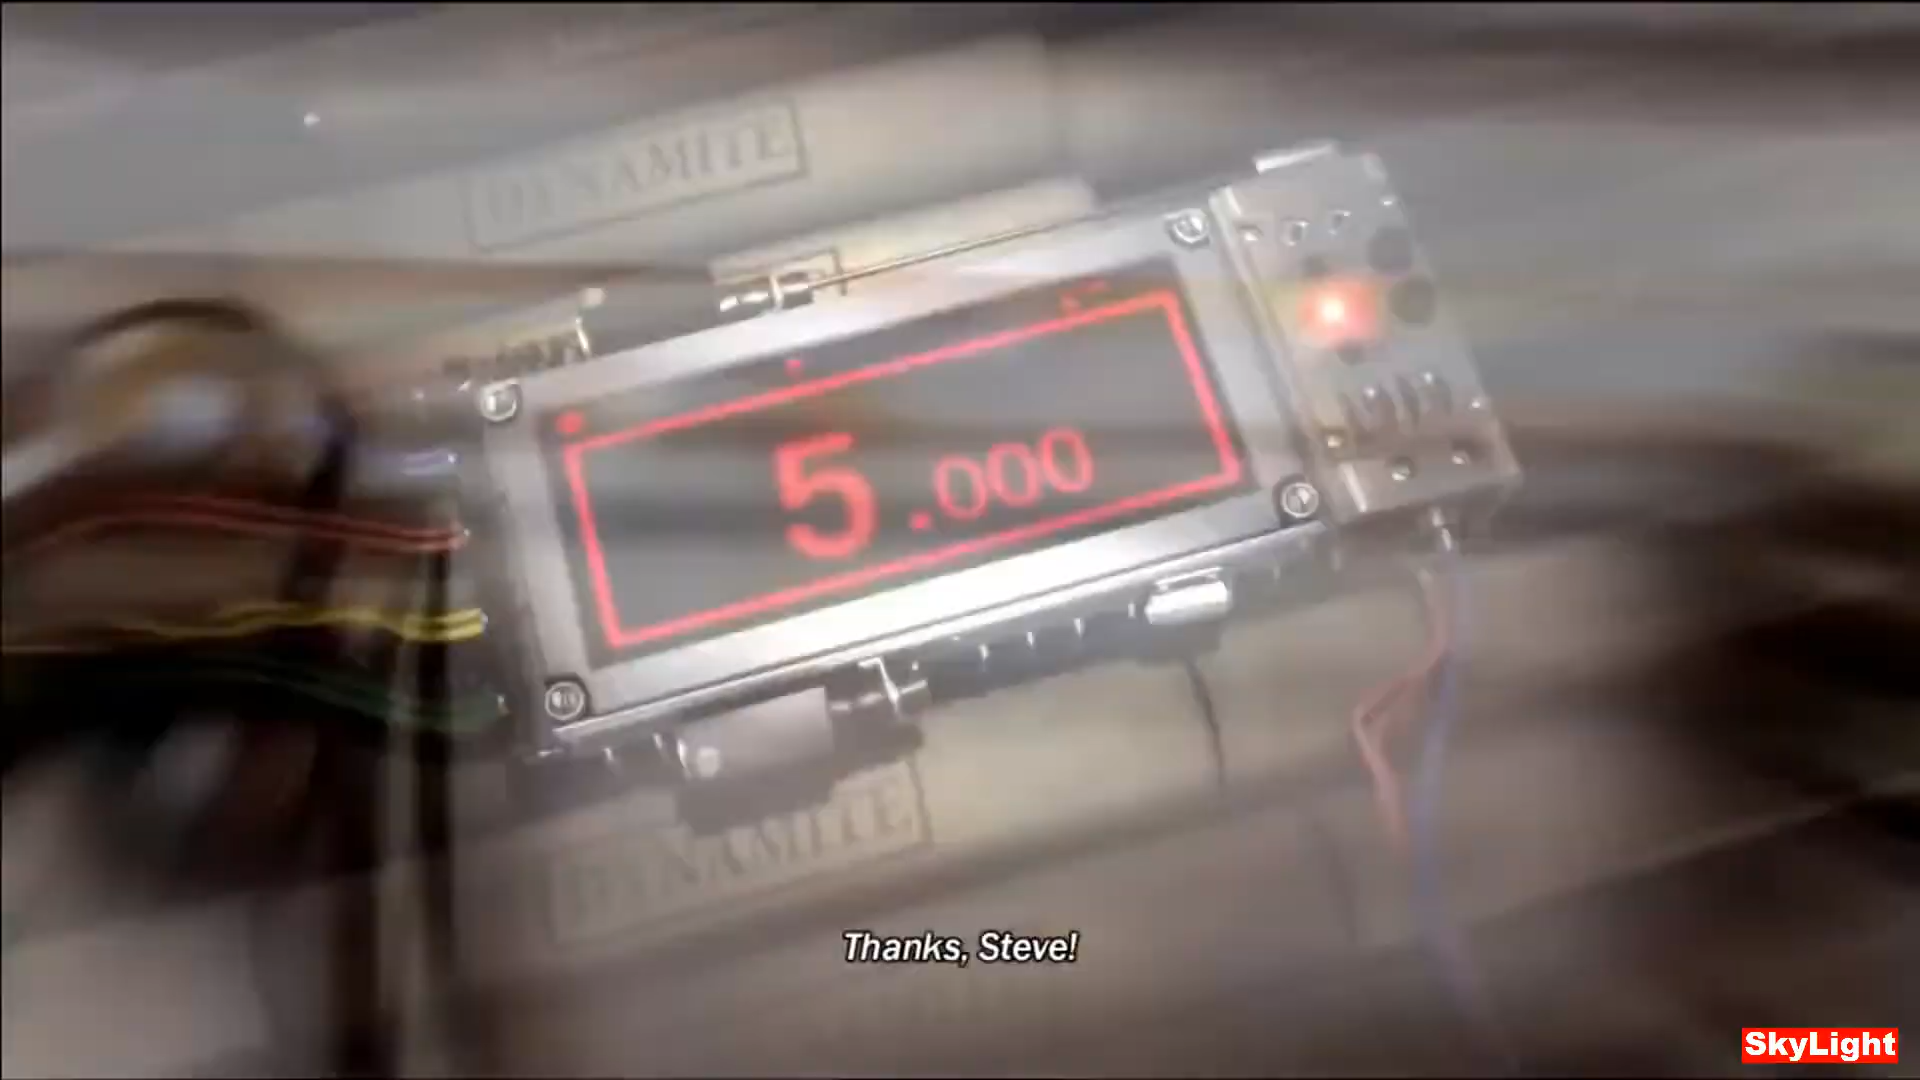 DYNAMITE
5.000
DYNAMITE
Thanks, Steve!
SkyLight